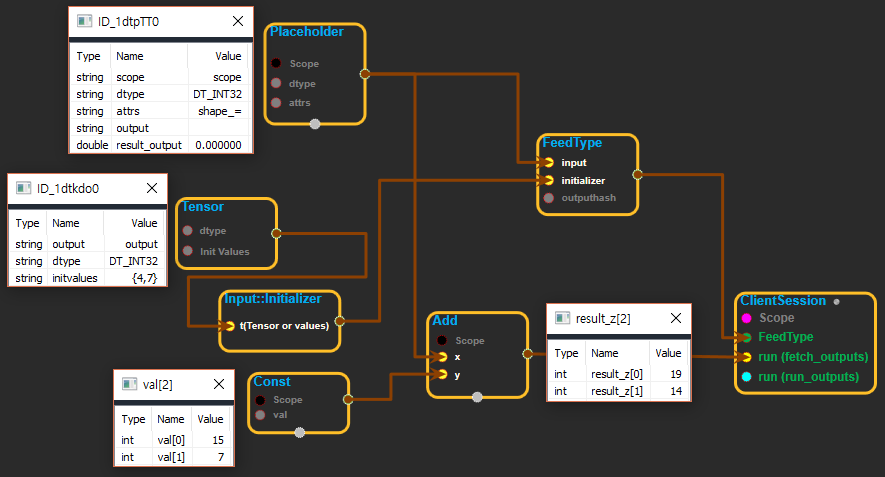 ID_1dtpTT0
Type Name Value
string scope scope
string dtype DT_INT32
string attrs shape_=
string output
double result_output 0.000000
Placeholder
Scope
dtype
attrs
FeedType
input
initializer
outputhash
ID_1dtkdo0
Type Name Value
string output output
string dtype DT_INT32
string initvalues {4,7}
Tensor
dtype
Init Values
Input::Initializer
t(Tensor or values)
Add
Scope
x
y
result_z[2]
Type Name Value
int result_z[0] 19
int result_z[1] 14
ClientSession
Scope
FeedType
run (fetch_outputs)
run (run_outputs)
val[2]
Type Name Value
int val[0] 15
int val[1] 7
Const
Scope
val